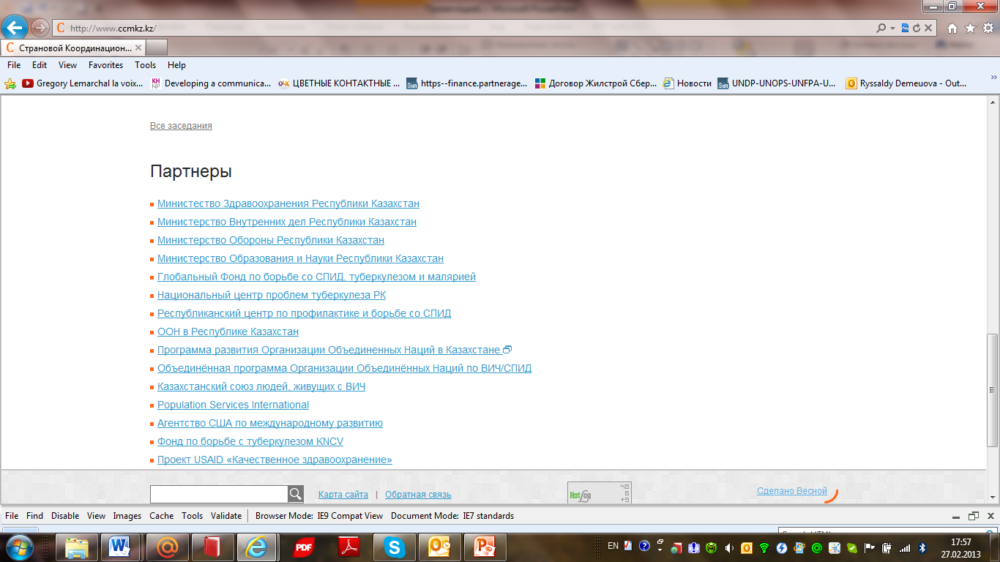 http://www.ccmkz.kz/
Страновой Координацион...
File Edit View Favorites Tools Help
Gregory Lemarchal la voix... Developing a communica... ЦВЕТНЫЕ КОНТАКТНЫЕ ... https--finance.partnerage... Договор Жилстрой Сбер... Новости UNDP-UNOPS-UNFPA-U... Ryssaldy Demeuova - Out...
Все заседания
Партнеры
Министество Здравоохранения Республики Казахстан
Министерство Внутренних дел Республики Казахстан
Министерство Обороны Республики Казахстан
Министерство Образования и Науки Республики Казахстан
Глобальный Фонд по борьбе со СПИД, туберкулезом и малярией
Национальный центр проблем туберкулеза РК
Республиканский центр по профилактике и борьбе со СПИД
ООН в Республике Казахстан
Программа развития Организации Объединенных Наций в Казахстане
Объединённая программа Организации Объединённых Наций по ВИЧ/СПИД
Казахстанский союз людей, живущих с ВИЧ
Population Services International
Агентство США по международному развитию
Фонд по борьбе с туберкулезом KNCV
Проект USAID «Качественное здравоохранение»
Карта сайта | Обратная связь HotLog 48 6 +5 Сделано Весной
File Find Disable View Images Cache Tools Validate Browser Mode: IE9 Compat View Document Mode: IE7 standards
EN 17:57
27.02.2013